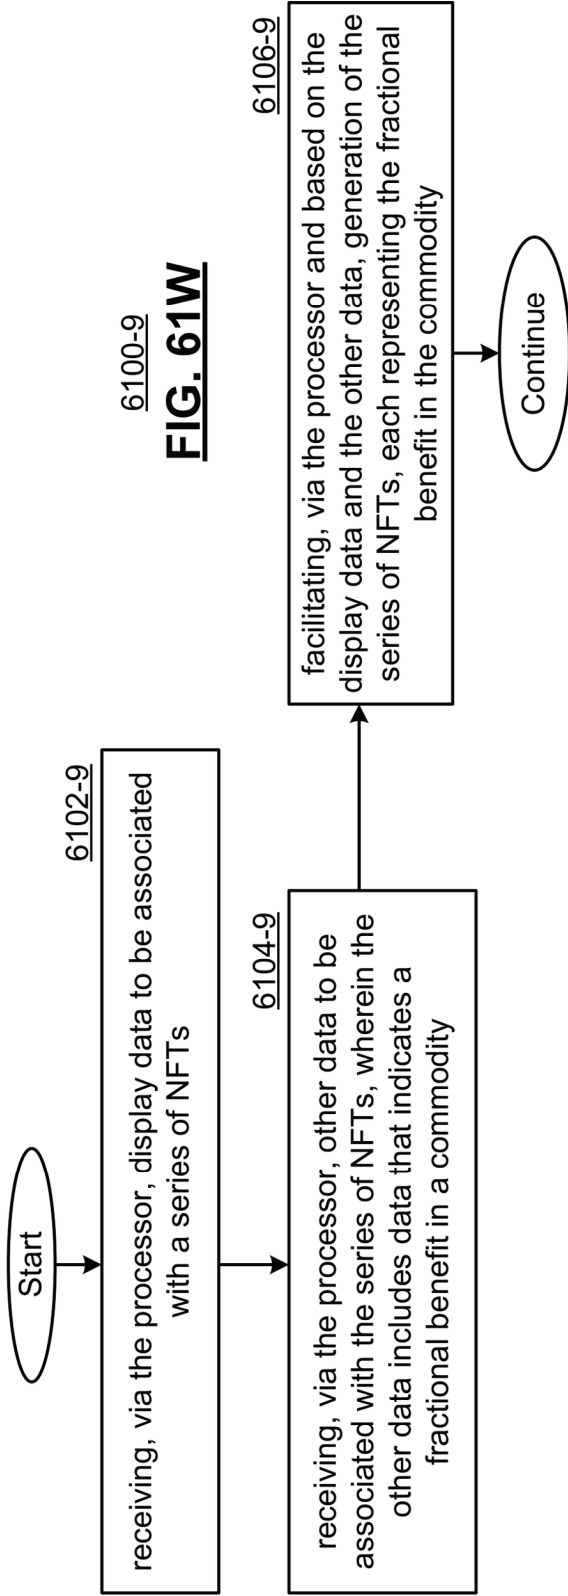 Start
6102-9
receiving, via the processor, display data to be associated
with a series of NFTs
6104-9
receiving, via the processor, other data to be
associated with the series of NFTs, wherein the
other data includes data that indicates a
fractional benefit in a commodity
6100-9
FIG. 61W
6106-9
facilitating, via the processor and based on the
display data and the other data, generation of the
series of NFTs, each representing the fractional
benefit in the commodity
Continue